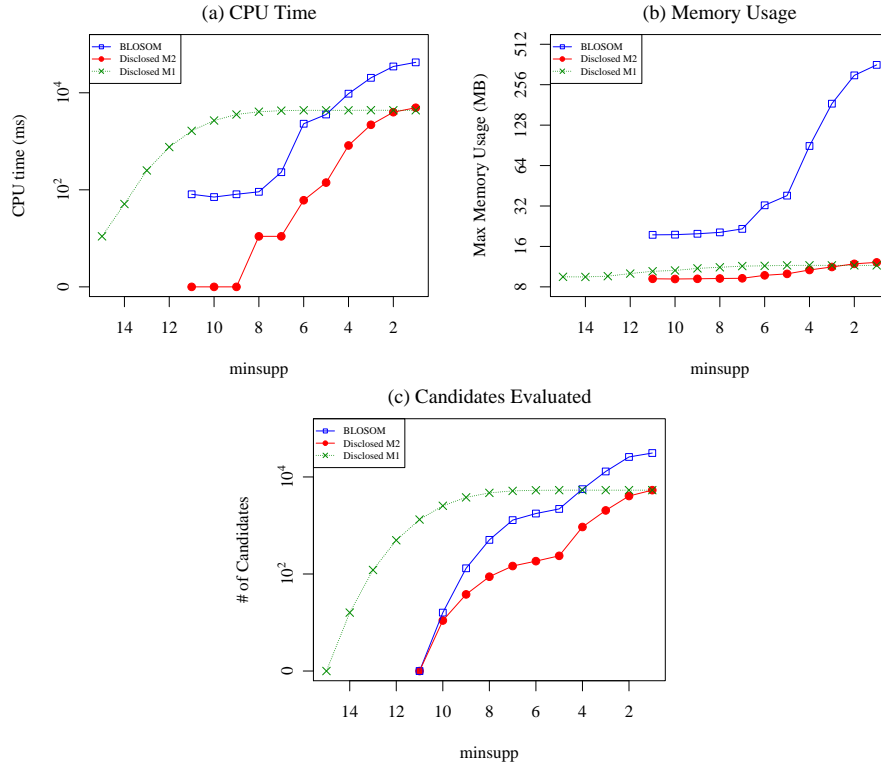 (a) CPU Time
BLOSOM
Disclosed M2
Disclosed M1
CPU time (ms)
10^4
10^2
0
14 12 10 8 6 4 2
minsupp
(b) Memory Usage
BLOSOM
Disclosed M2
Disclosed M1
Max Memory Usage (MB)
512
256
128
64
32
16
8
14 12 10 8 6 4 2
minsupp
(c) Candidates Evaluated
BLOSOM
Disclosed M2
Disclosed M1
# of Candidates
10^4
10^2
0
14 12 10 8 6 4 2
minsupp